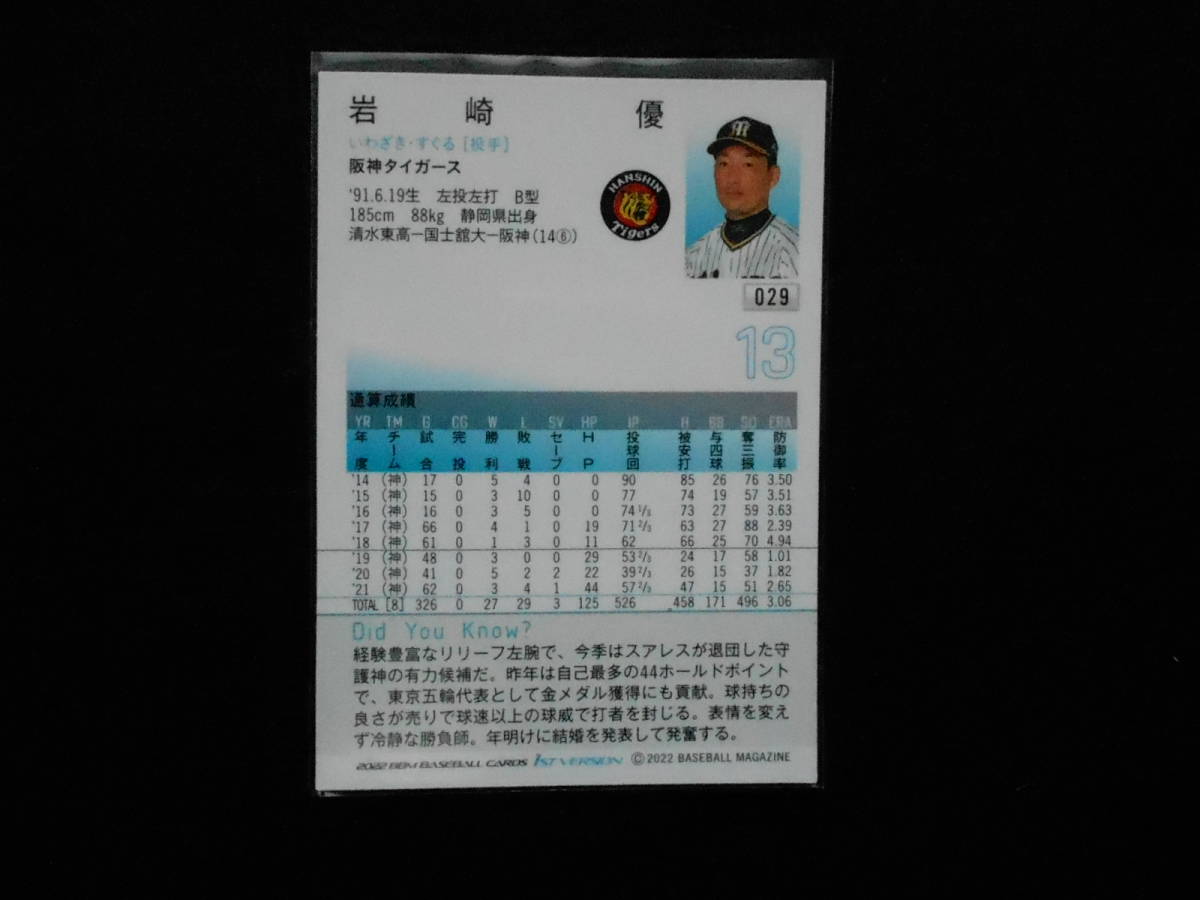 岩 崎 優
いわざき・すぐる [投手]
阪神タイガース
'91.6.19生 左投左打 B型
185cm 88kg 静岡県出身
清水東高ー国士舘大ー阪神(14⑥)
HANSHIN
Tigers
029
13
通算成績
YR TM G CG W L SV HP IP H BB SO ERA
年度 チーム 試合 完投 勝利 敗戦 セーブ HP 投球回 被安打 与四球 奪三振 防御率
'14 (神) 17 0 5 4 0 0 90 85 26 76 3.50
'15 (神) 15 0 3 10 0 0 77 74 19 57 3.51
'16 (神) 16 0 3 5 0 0 74 1/3 73 27 59 3.63
'17 (神) 66 0 4 1 0 19 71 2/3 63 27 88 2.39
'18 (神) 61 0 1 3 0 11 62 66 25 70 4.94
'19 (神) 48 0 3 0 0 29 53 2/3 24 17 58 1.01
'20 (神) 41 0 5 2 2 22 39 2/3 26 15 37 1.82
'21 (神) 62 0 3 4 1 44 57 2/3 47 15 51 2.65
TOTAL [8] 326 0 27 29 3 125 526 458 171 496 3.06
Did You Know?
経験豊富なリリーフ左腕で、今季はスアレスが退団した守
護神の有力候補だ。昨年は自己最多の44ホールドポイント
で、東京五輪代表として金メダル獲得にも貢献。球持ちの
良さが売りで球速以上の球威で打者を封じる。表情を変え
ず冷静な勝負師。年明けに結婚を発表して発奮する。
2022 BBM BASEBALL CARDS 1ST VERSION ©2022 BASEBALL MAGAZINE